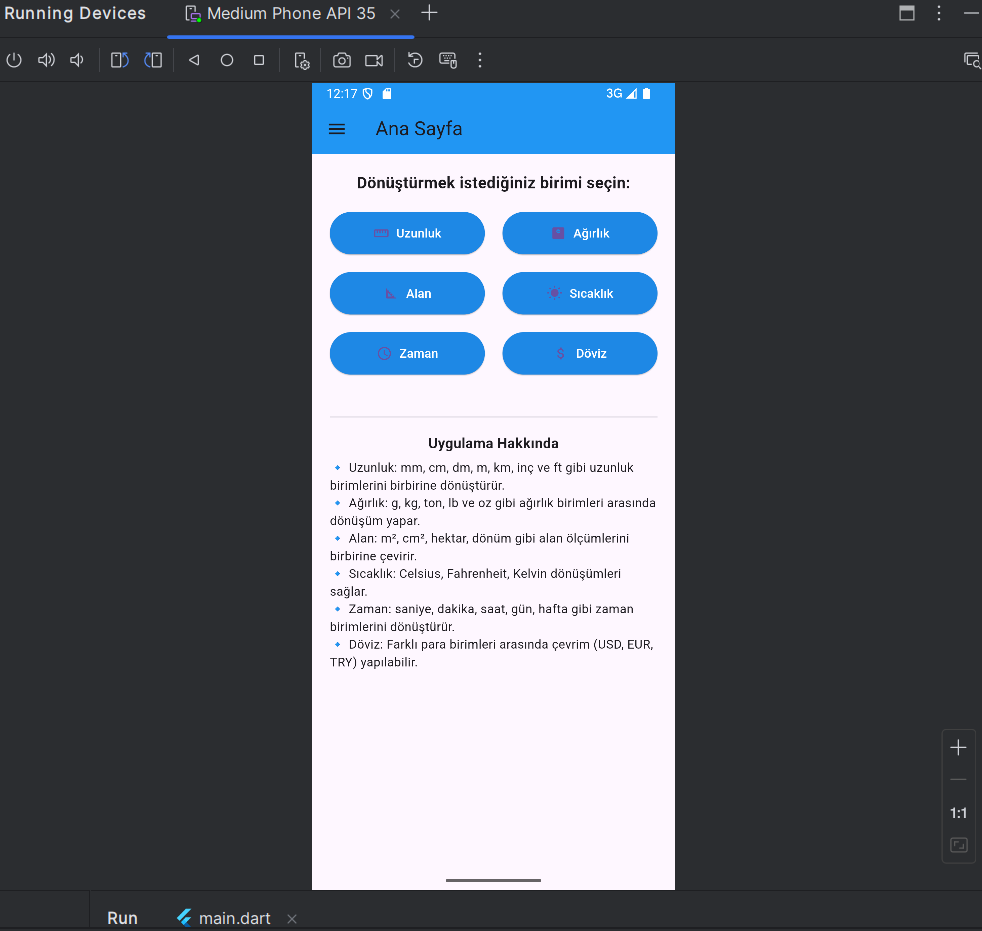 Running Devices
Medium Phone API 35
12:17
3G
Ana Sayfa
Dönüştürmek istediğiniz birimi seçin:
Uzunluk
Ağırlık
Alan
Sıcaklık
Zaman
Döviz
Uygulama Hakkında
🔹 Uzunluk: mm, cm, dm, m, km, inç ve ft gibi uzunluk
birimlerini birbirine dönüştürür.
🔹 Ağırlık: g, kg, ton, lb ve oz gibi ağırlık birimleri arasında
dönüşüm yapar.
🔹 Alan: m², cm², hektar, dönüm gibi alan ölçümlerini
birbirine çevirir.
🔹 Sıcaklık: Celsius, Fahrenheit, Kelvin dönüşümleri
sağlar.
🔹 Zaman: saniye, dakika, saat, gün, hafta gibi zaman
birimlerini dönüştürür.
🔹 Döviz: Farklı para birimleri arasında çevrim (USD, EUR,
TRY) yapılabilir.
1:1
Run
main.dart